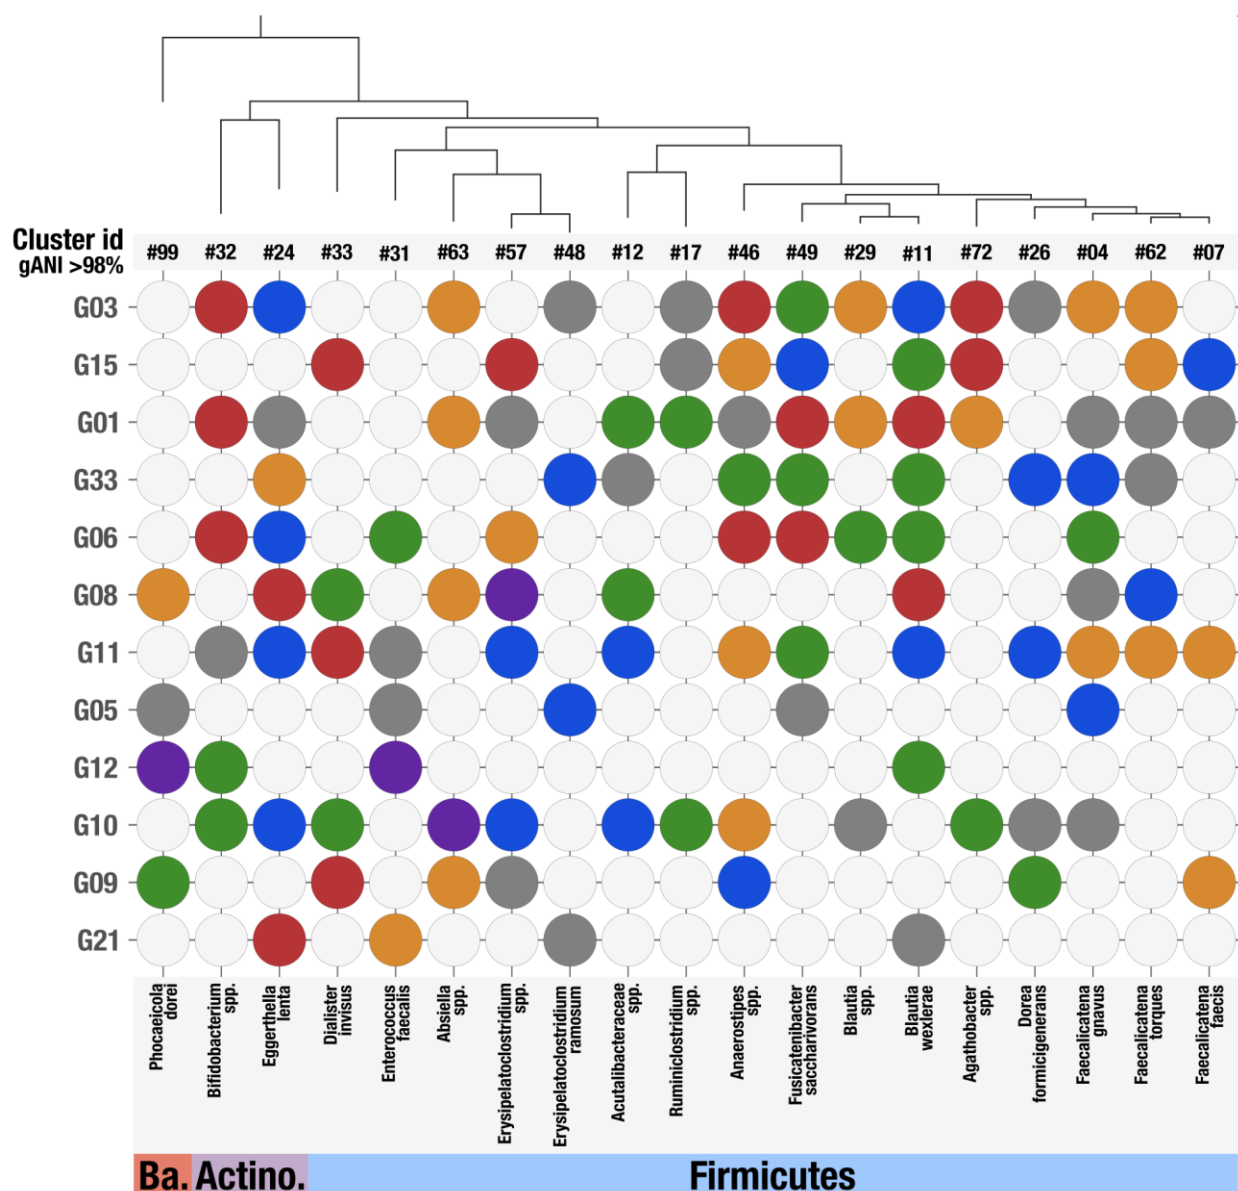 Cluster id
gANI >98%
#99 #32 #24 #33 #31 #63 #57 #48 #12 #17 #46 #49 #29 #11 #72 #26 #04 #62 #07
G03
G15
G01
G33
G06
G08
G11
G05
G12
G10
G09
G21
Phocaeicola
dorei
Bifidobacterium
spp.
Eggerthella
lenta
Dialister
invisus
Enterococcus
faecalis
Absiella
spp.
Erysipelatoclostridium
spp.
Erysipelatoclostridium
ramosum
Acutalibacteraceae
spp.
Ruminiclostridium
spp.
Anaerostipes
spp.
Fusicatenibacter
saccharivorans
Blautia
spp.
Blautia
wexlerae
Agathobacter
spp.
Dorea
formicigenerans
Faecalicatena
gnavus
Faecalicatena
torques
Faecalicatena
faecis
Ba. Actino. Firmicutes